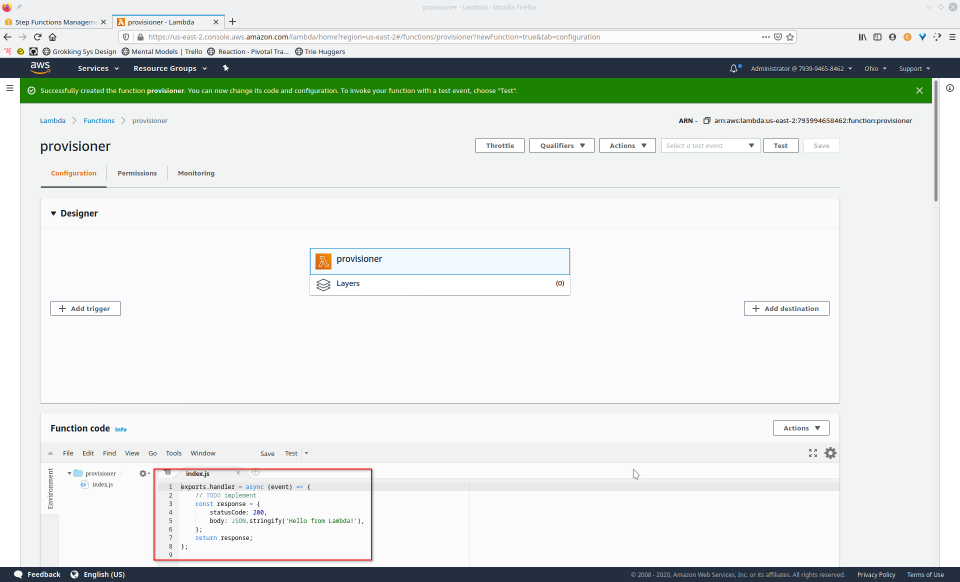 provisioner - Lambda - Mozilla Firefox
Step Functions Managem
provisioner - Lambda
https://us-east-2.console.aws.amazon.com/lambda/home?region=us-east-2#/functions/provisioner?newFunction=true&tab=configuration
Grokking Sys Design
Mental Models | Trello
Reaction - Pivotal Tra...
Trie Huggers
aws
Services
Resource Groups
Administrator @ 7939-9465-8462
Ohio
Support
Successfully created the function provisioner. You can now change its code and configuration. To invoke your function with a test event, choose "Test".
Lambda
Functions
provisioner
ARN - arn:aws:lambda:us-east-2:793994658462:function:provisioner
provisioner
Throttle
Qualifiers
Actions
Select a test event
Test
Save
Configuration
Permissions
Monitoring
Designer
provisioner
Layers (0)
+ Add trigger
+ Add destination
Function code Info
Actions
File Edit Find View Go Tools Window Save Test
Environment
provisioner
index.js
index.js
1 exports.handler = async (event) => {
2 // TODO implement
3 const response = {
4 statusCode: 200,
5 body: JSON.stringify('Hello from Lambda!'),
6 };
7 return response;
8 };
9
Feedback
English (US)
© 2008 - 2020, Amazon Web Services, Inc. or its affiliates. All rights reserved.
Privacy Policy
Terms of Use